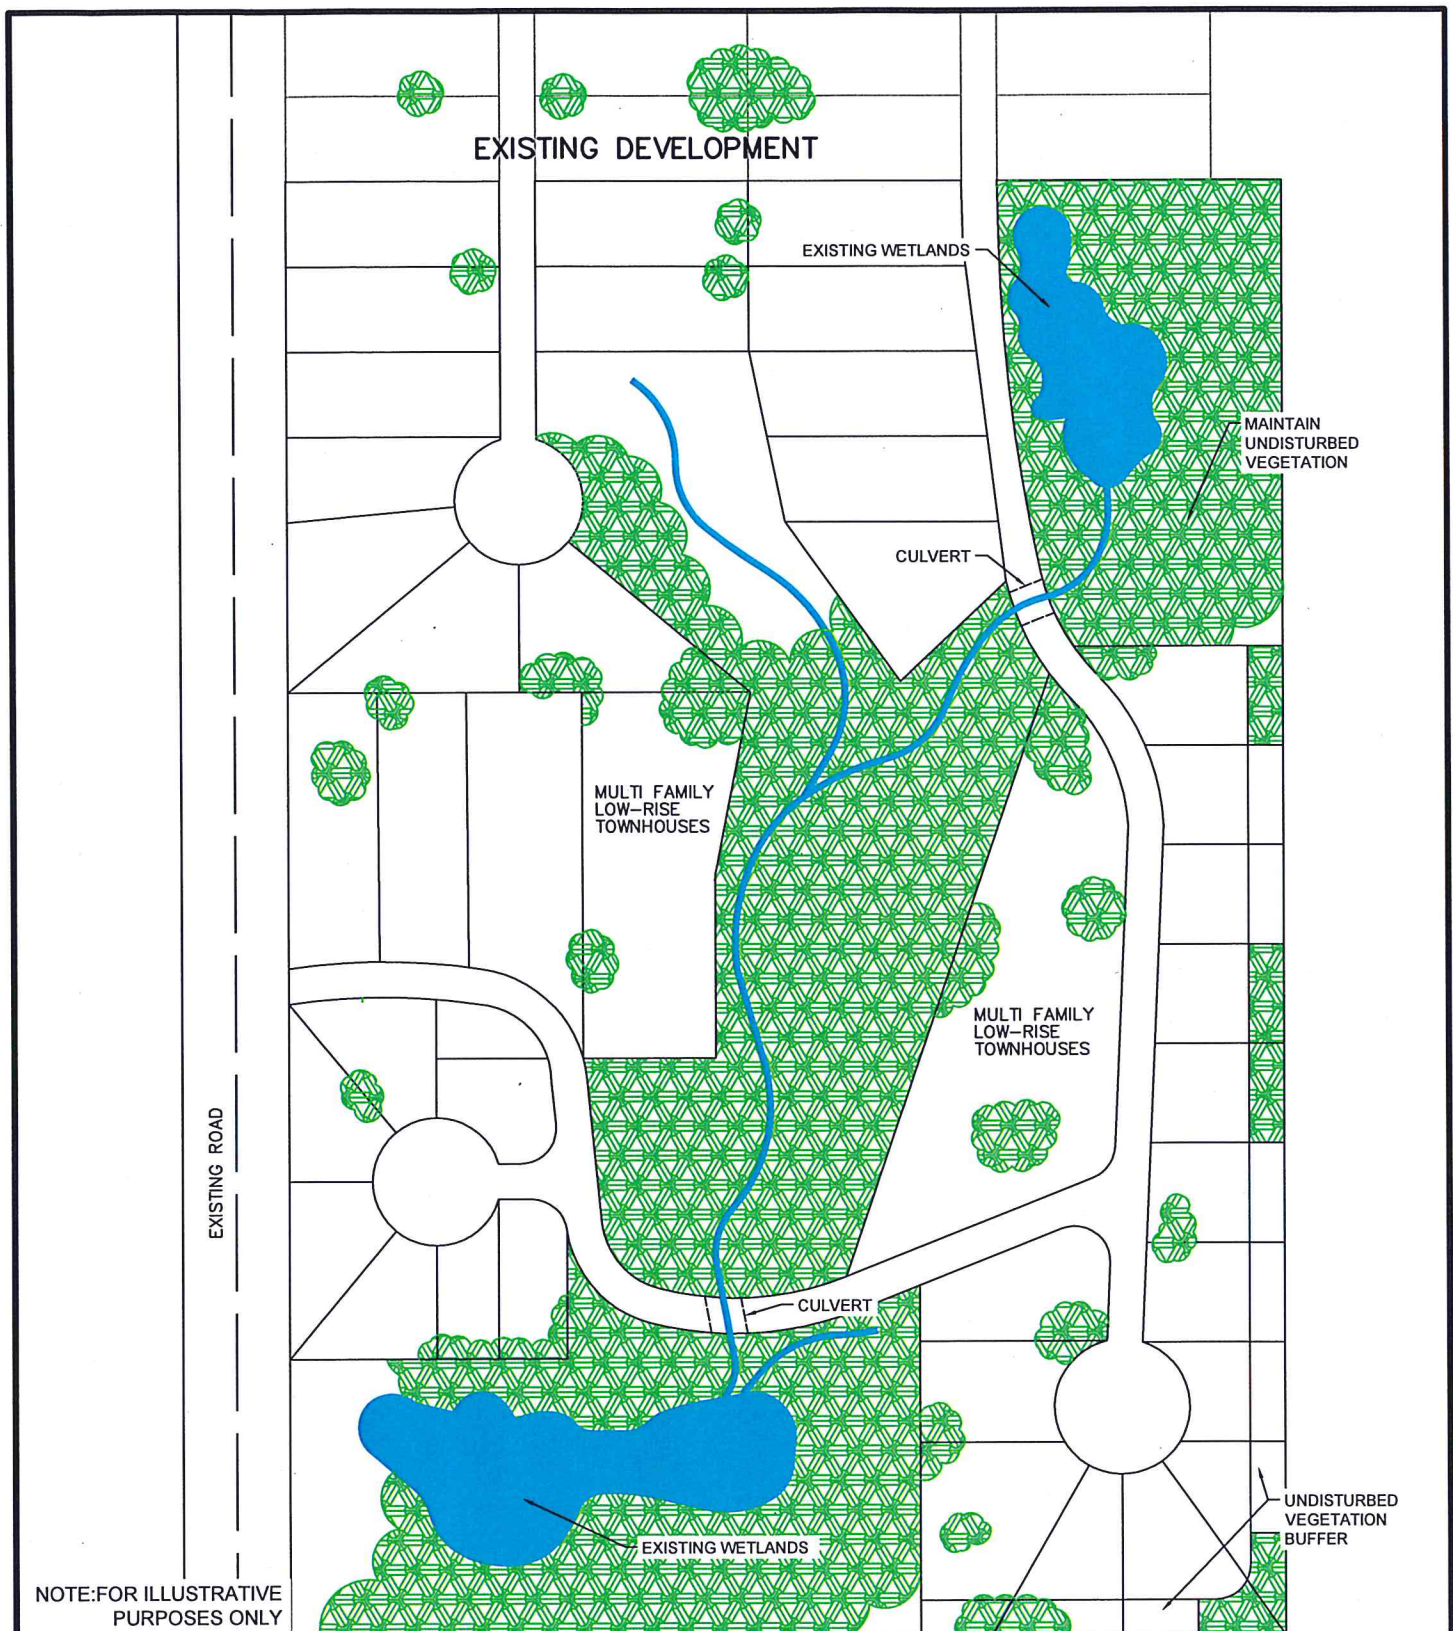 EXISTING DEVELOPMENT
EXISTING WETLANDS
MAINTAIN
UNDISTURBED
VEGETATION
CULVERT
MULTI FAMILY
LOW-RISE
TOWNHOUSES
MULTI FAMILY
LOW-RISE
TOWNHOUSES
EXISTING ROAD
CULVERT
UNDISTURBED
VEGETATION
BUFFER
EXISTING WETLANDS
NOTE:FOR ILLUSTRATIVE
PURPOSES ONLY